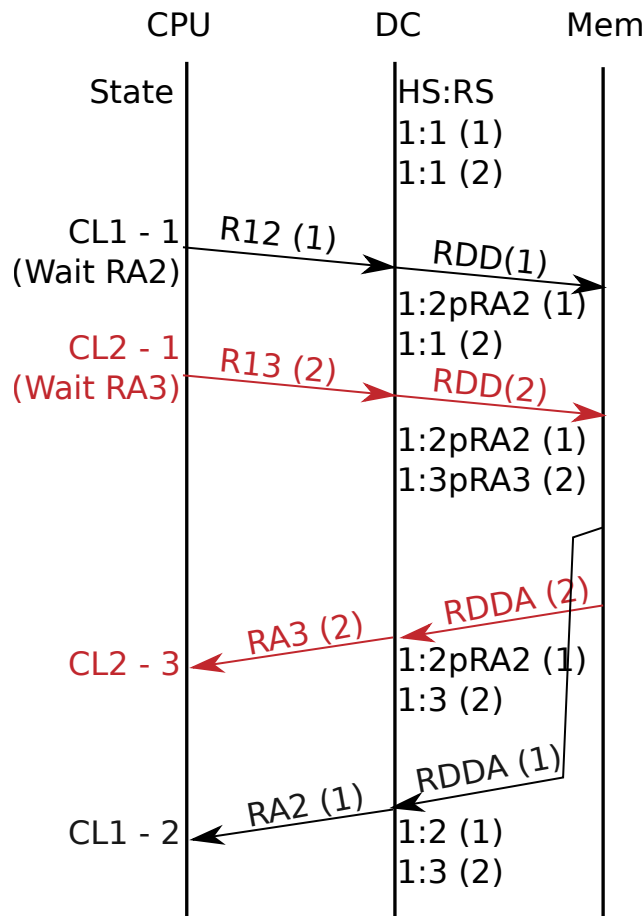 CPU DC Mem
State HS:RS
1:1 (1)
1:1 (2)
CL1 - 1 R12 (1) RDD(1)
(Wait RA2)
1:2pRA2 (1)
1:1 (2)
CL2 - 1 R13 (2) RDD(2)
(Wait RA3)
1:2pRA2 (1)
1:3pRA3 (2)
RDDA (2)
RA3 (2)
CL2 - 3 1:2pRA2 (1)
1:3 (2)
RDDA (1)
RA2 (1)
CL1 - 2 1:2 (1)
1:3 (2)